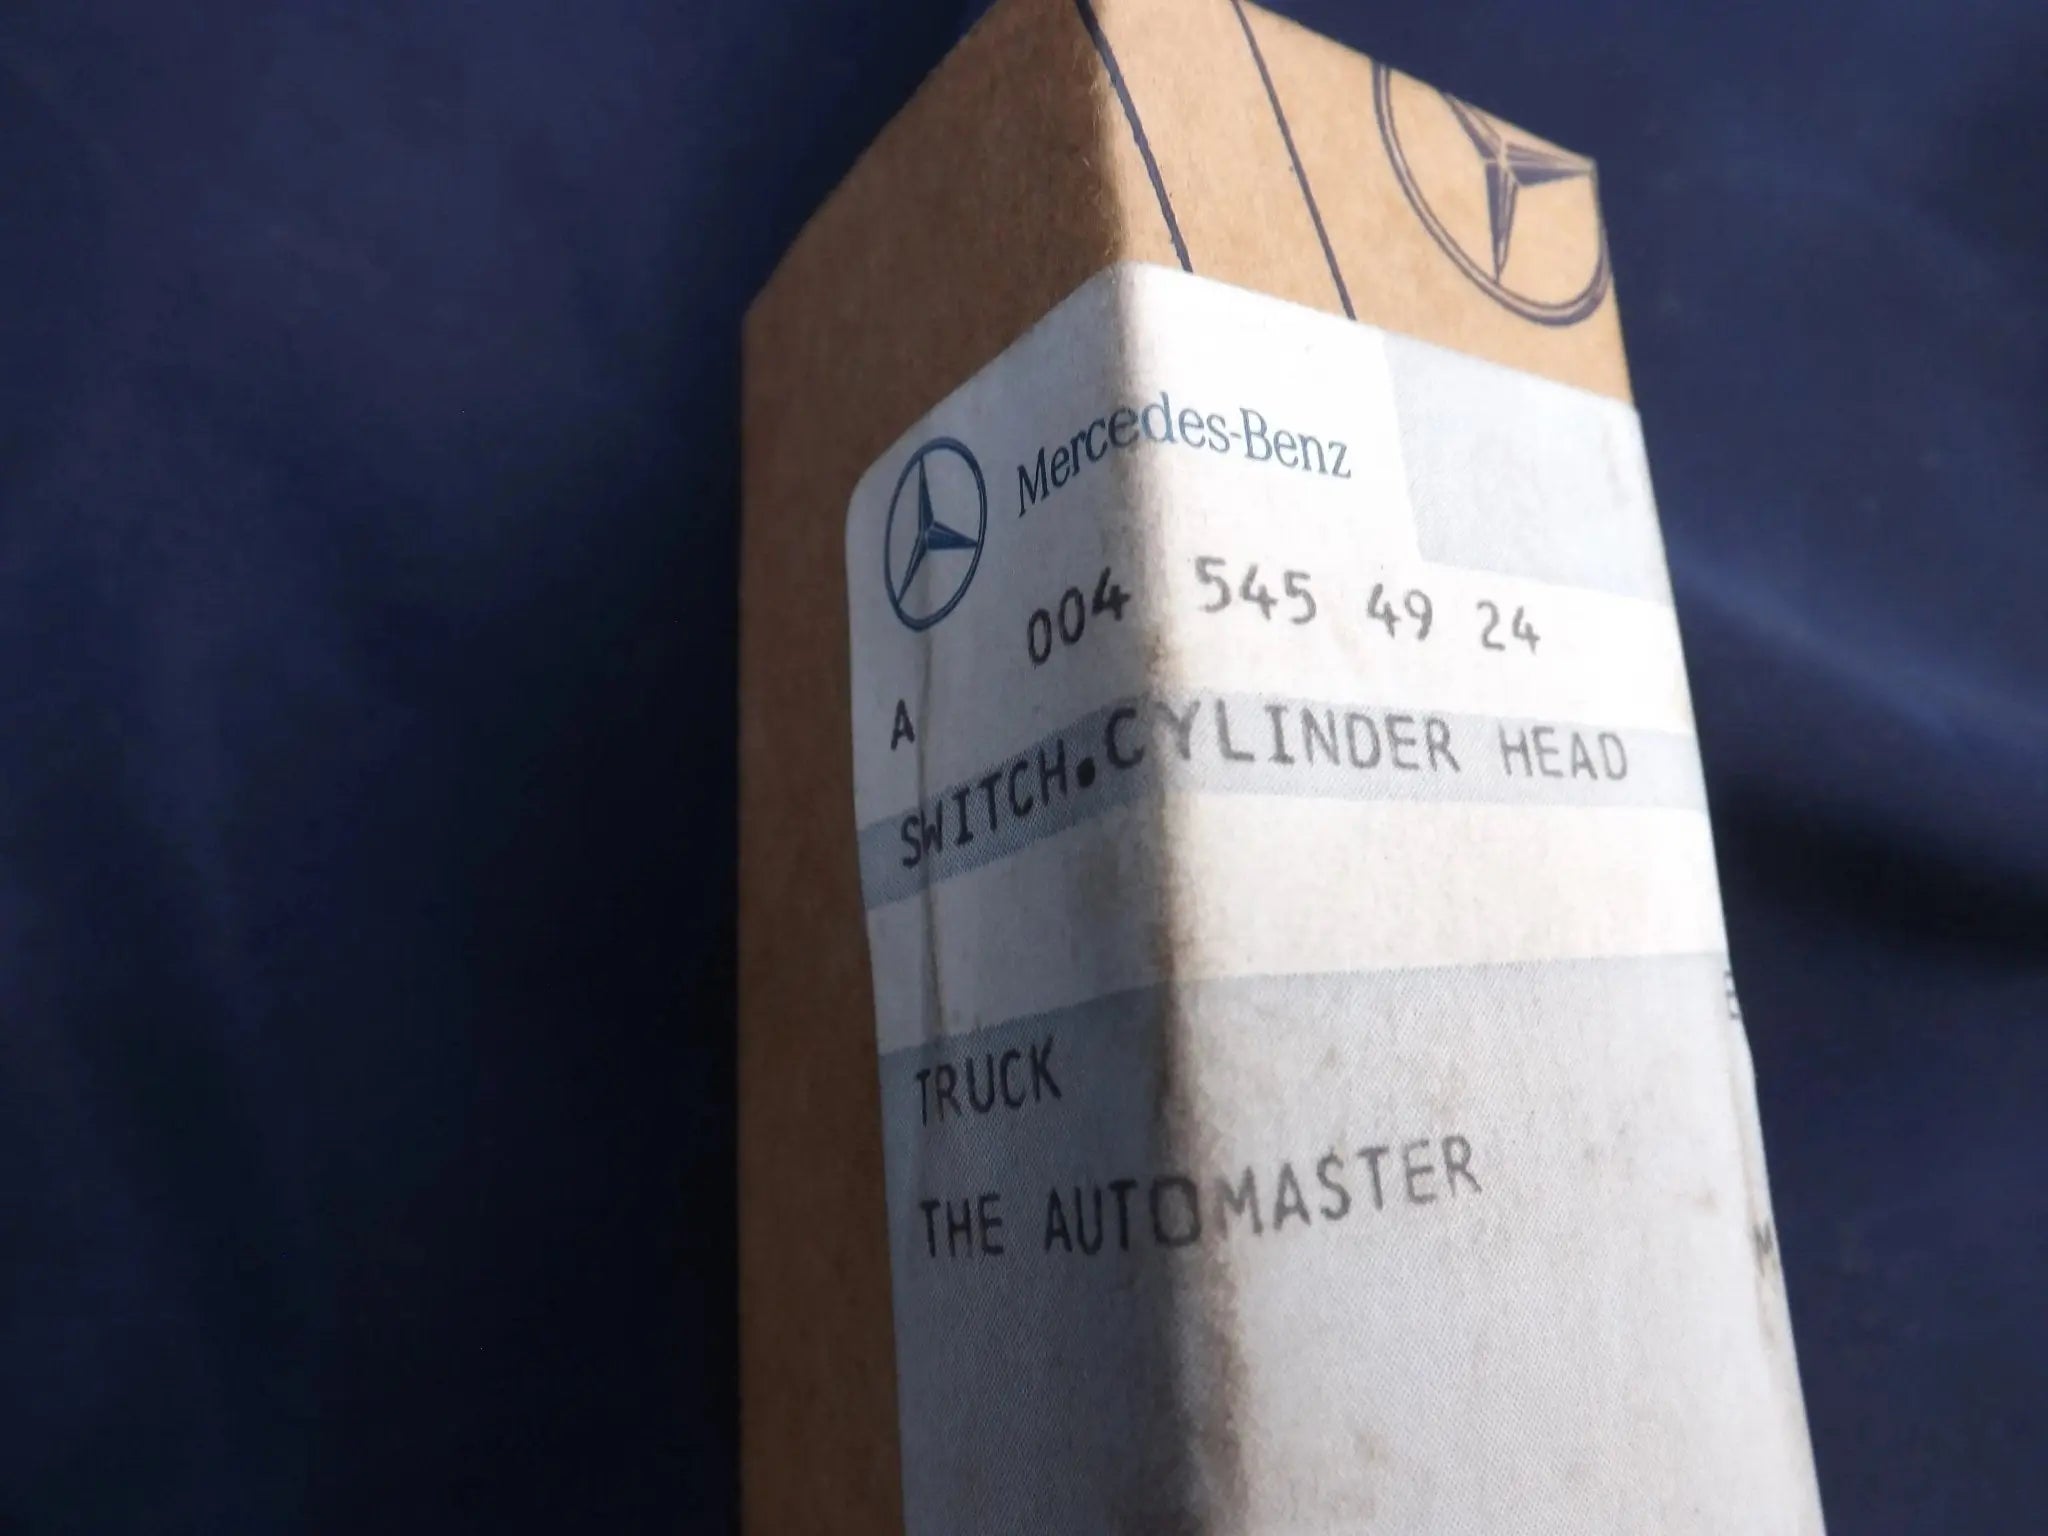 Mercedes-Benz
A 004 545 49 24
SWITCH.CYLINDER HEAD
TRUCK
THE AUTOMASTER